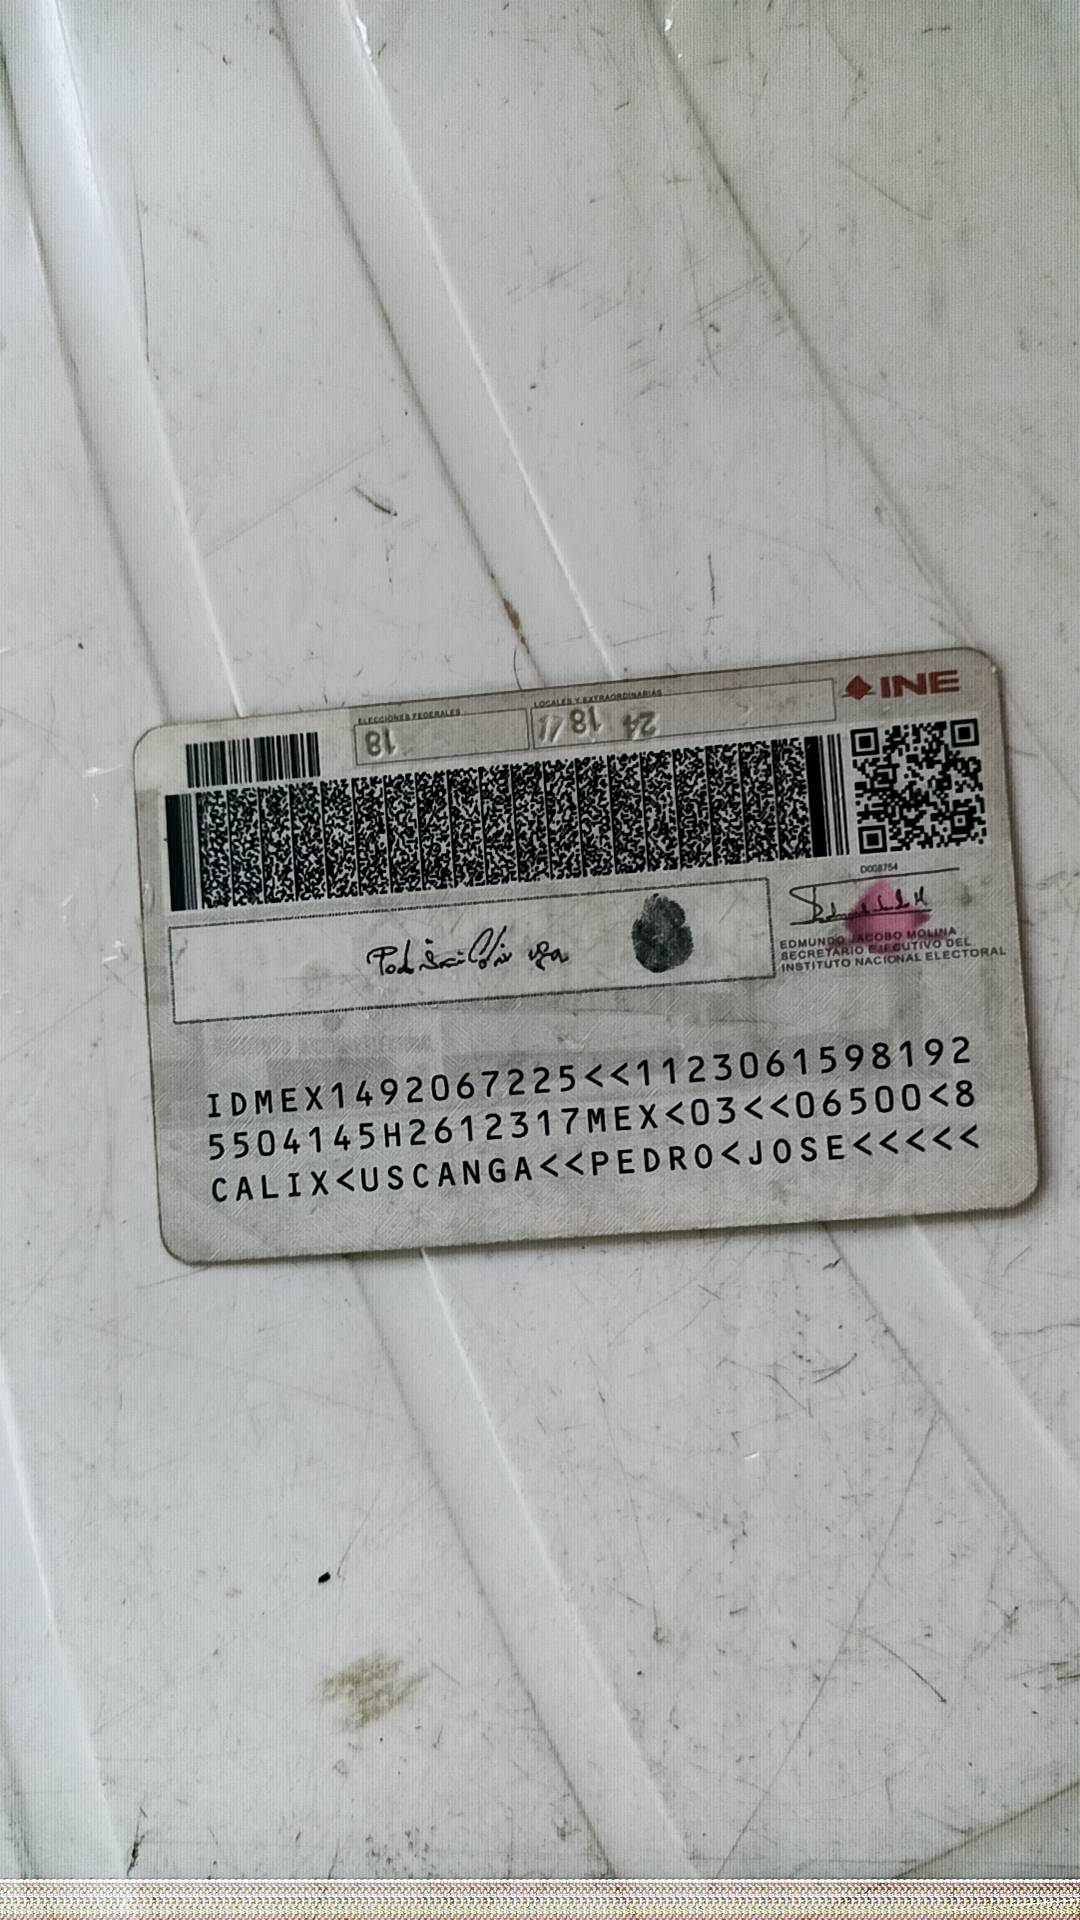 INE
ELECCIONES FEDERALES
18
LOCALES Y EXTRAORDINARIAS
18 24
D008754
EDMUNDO JACOBO MOLINA
SECRETARIO EJECUTIVO DEL
INSTITUTO NACIONAL ELECTORAL
IDMEX1492067225<<1123061598192
5504145H2612317MEX<03<<06500<8
CALIX<USCANGA<<PEDRO<JOSE<<<<<